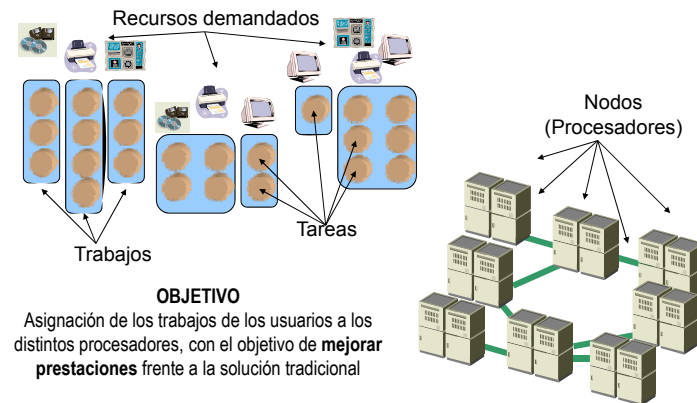 Recursos demandados
Nodos
(Procesadores)
Trabajos
Tareas
OBJETIVO
Asignación de los trabajos de los usuarios a los
distintos procesadores, con el objetivo de mejorar
prestaciones frente a la solución tradicional